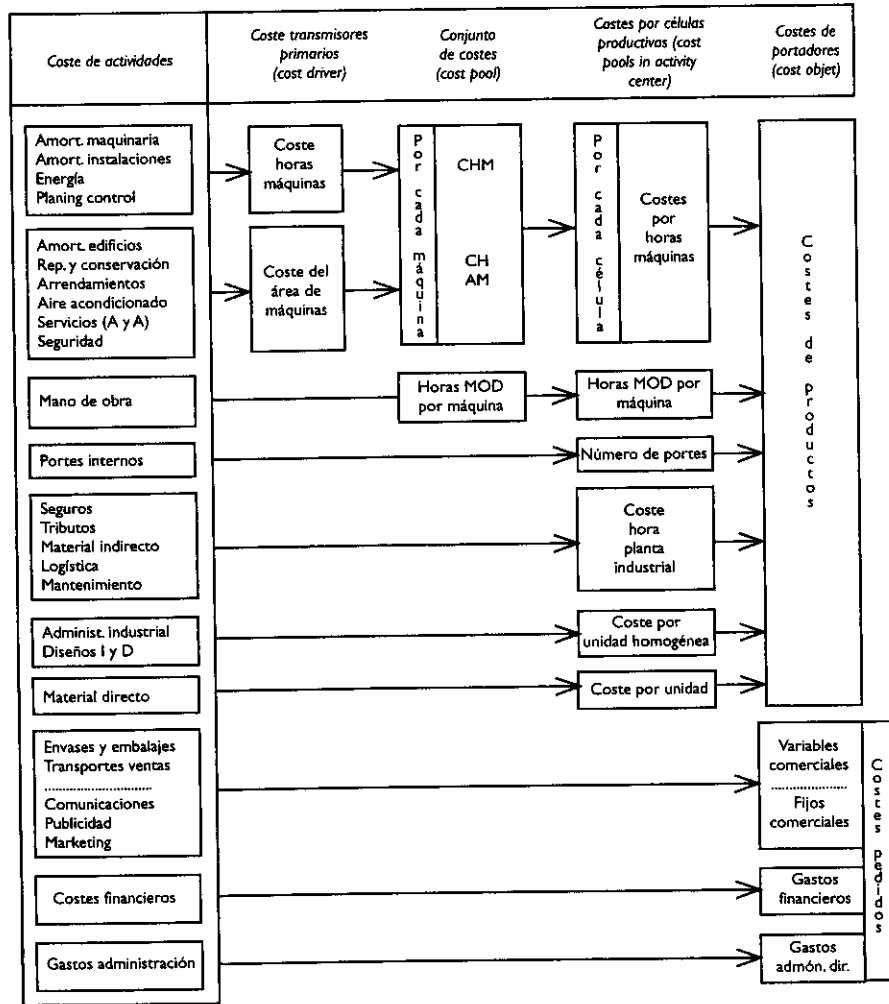 Coste de actividades
Coste transmisores
primarios
(cost driver)
Conjunto
de costes
(cost pool)
Costes por células
productivas (cost
pools in activity
center)
Costes de
portadores
(cost objet)
Amort. maquinaria
Amort. instalaciones
Energía
Planing control
Coste
horas
máquinas
Por cada máquina
CHM
CH
AM
Por cada célula
Costes
por
horas
máquinas
Costes de productos
Amort. edificios
Rep. y conservación
Arrendamientos
Aire acondicionado
Servicios (A y A)
Seguridad
Coste del
área de
máquinas
Mano de obra
Horas MOD
por máquina
Horas MOD por
máquina
Portes internos
Número de portes
Seguros
Tributos
Material indirecto
Logística
Mantenimiento
Coste
hora
planta
industrial
Administ. industrial
Diseños I y D
Coste por
unidad homogénea
Material directo
Coste por unidad
Envases y embalajes
Transportes ventas
Comunicaciones
Publicidad
Marketing
Variables
comerciales
Fijos
comerciales
Costes pedidos
Costes financieros
Gastos
financieros
Gastos administración
Gastos
admón. dir.